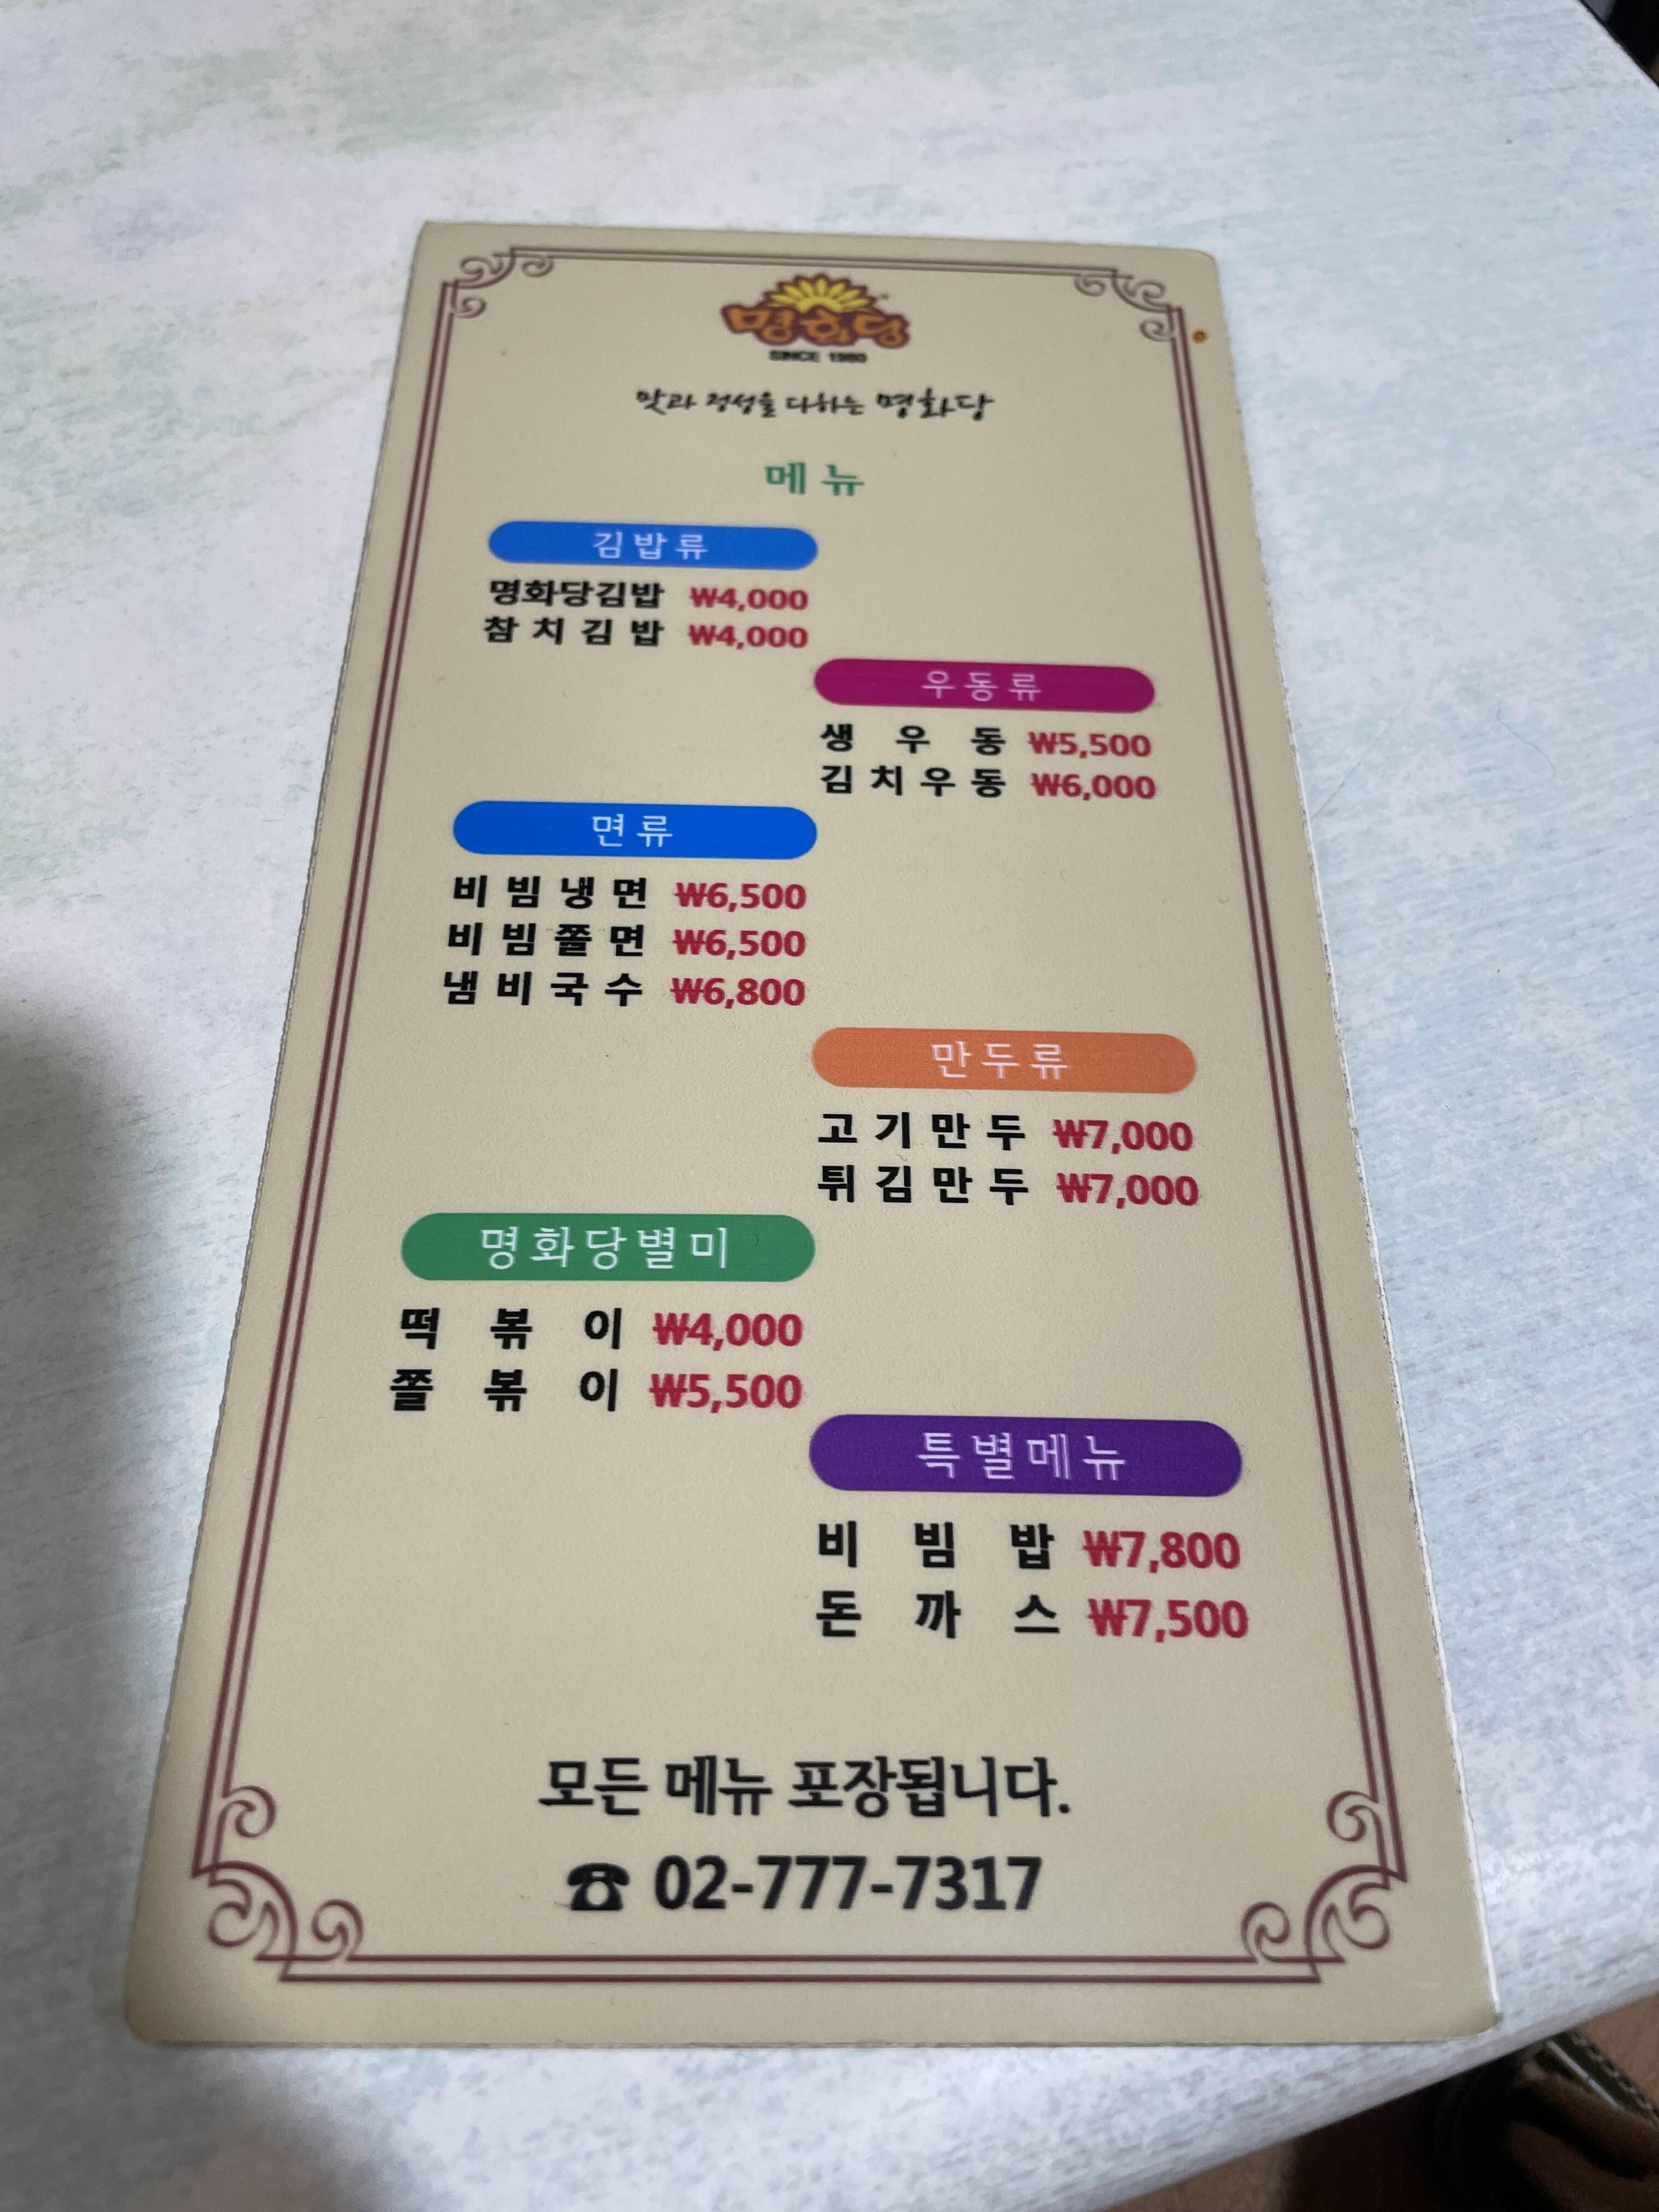 명화당
SINCE 1980
맛과 정성을 다하는 명화당
메뉴
김밥류
명화당김밥 ₩4,000
참치김밥 ₩4,000
우동류
생우동 ₩5,500
김치우동 ₩6,000
면류
비빔냉면 ₩6,500
비빔쫄면 ₩6,500
냄비국수 ₩6,800
만두류
고기만두 ₩7,000
튀김만두 ₩7,000
명화당별미
떡볶이 ₩4,000
쫄볶이 ₩5,500
특별메뉴
비빔밥 ₩7,800
돈까스 ₩7,500
모든 메뉴 포장됩니다.
☎ 02-777-7317